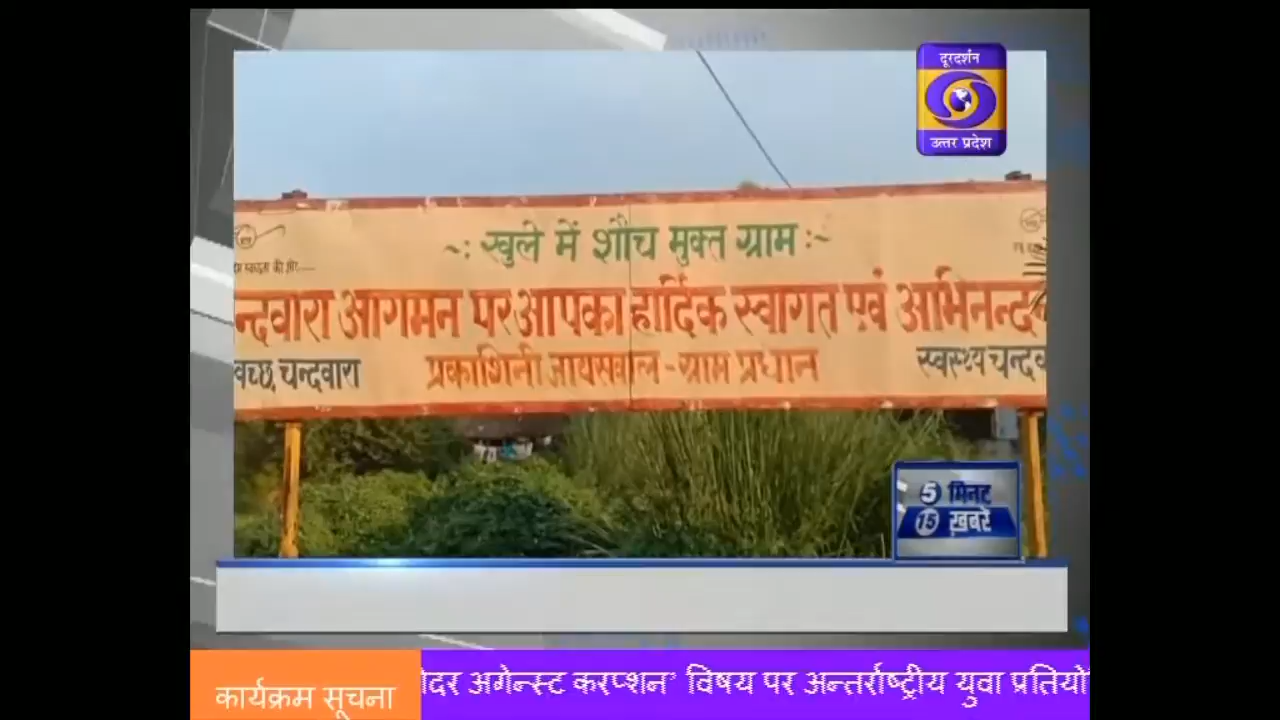 दूरदर्शन
उत्तर प्रदेश
~: खुले में शौच मुक्त ग्राम :~
न्दवारा आगमन पर आपका हार्दिक स्वागत एवं अभिनन्द
वच्छ चन्दवारा प्रकाशिनी जायसवाल - ग्राम प्रधान स्वस्थ्य चन्दव
5 मिनट
15 ख़बरें
कार्यक्रम सूचना
ोदर अगेन्स्ट करप्शन’ विषय पर अन्तर्राष्ट्रीय युवा प्रतियो